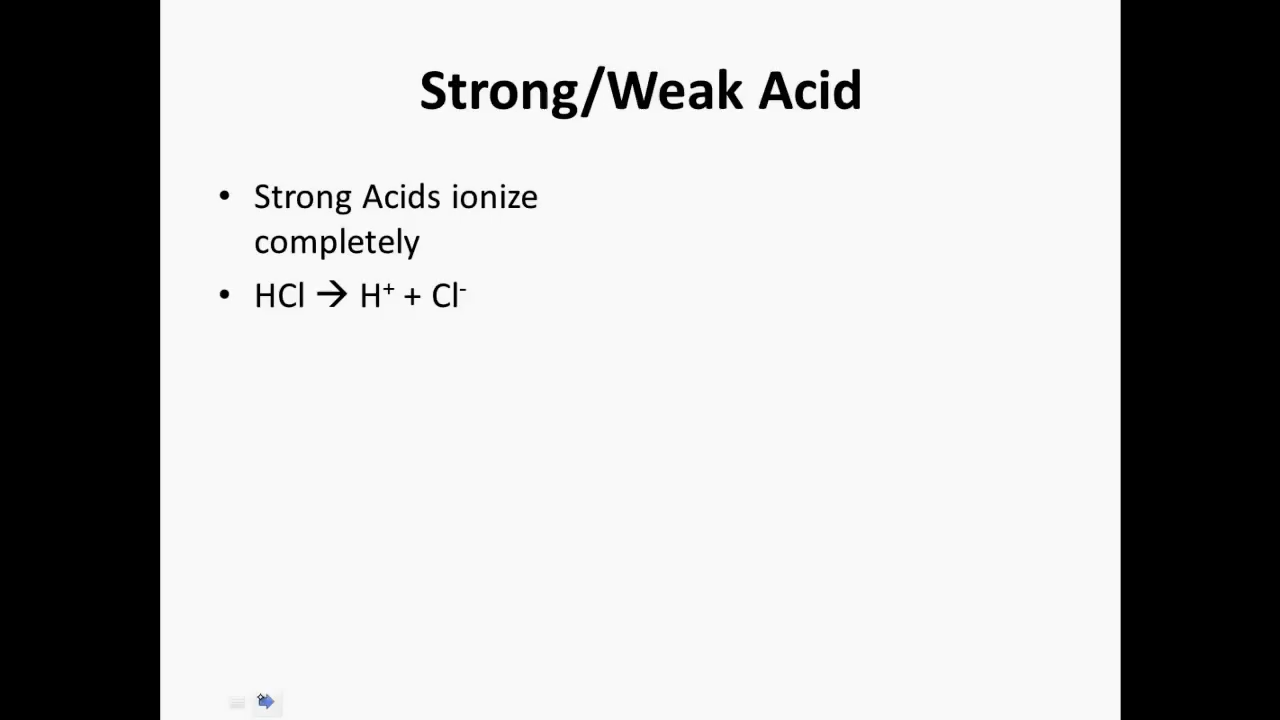 Strong/Weak Acid
• Strong Acids ionize
completely
• HCl → H⁺ + Cl⁻